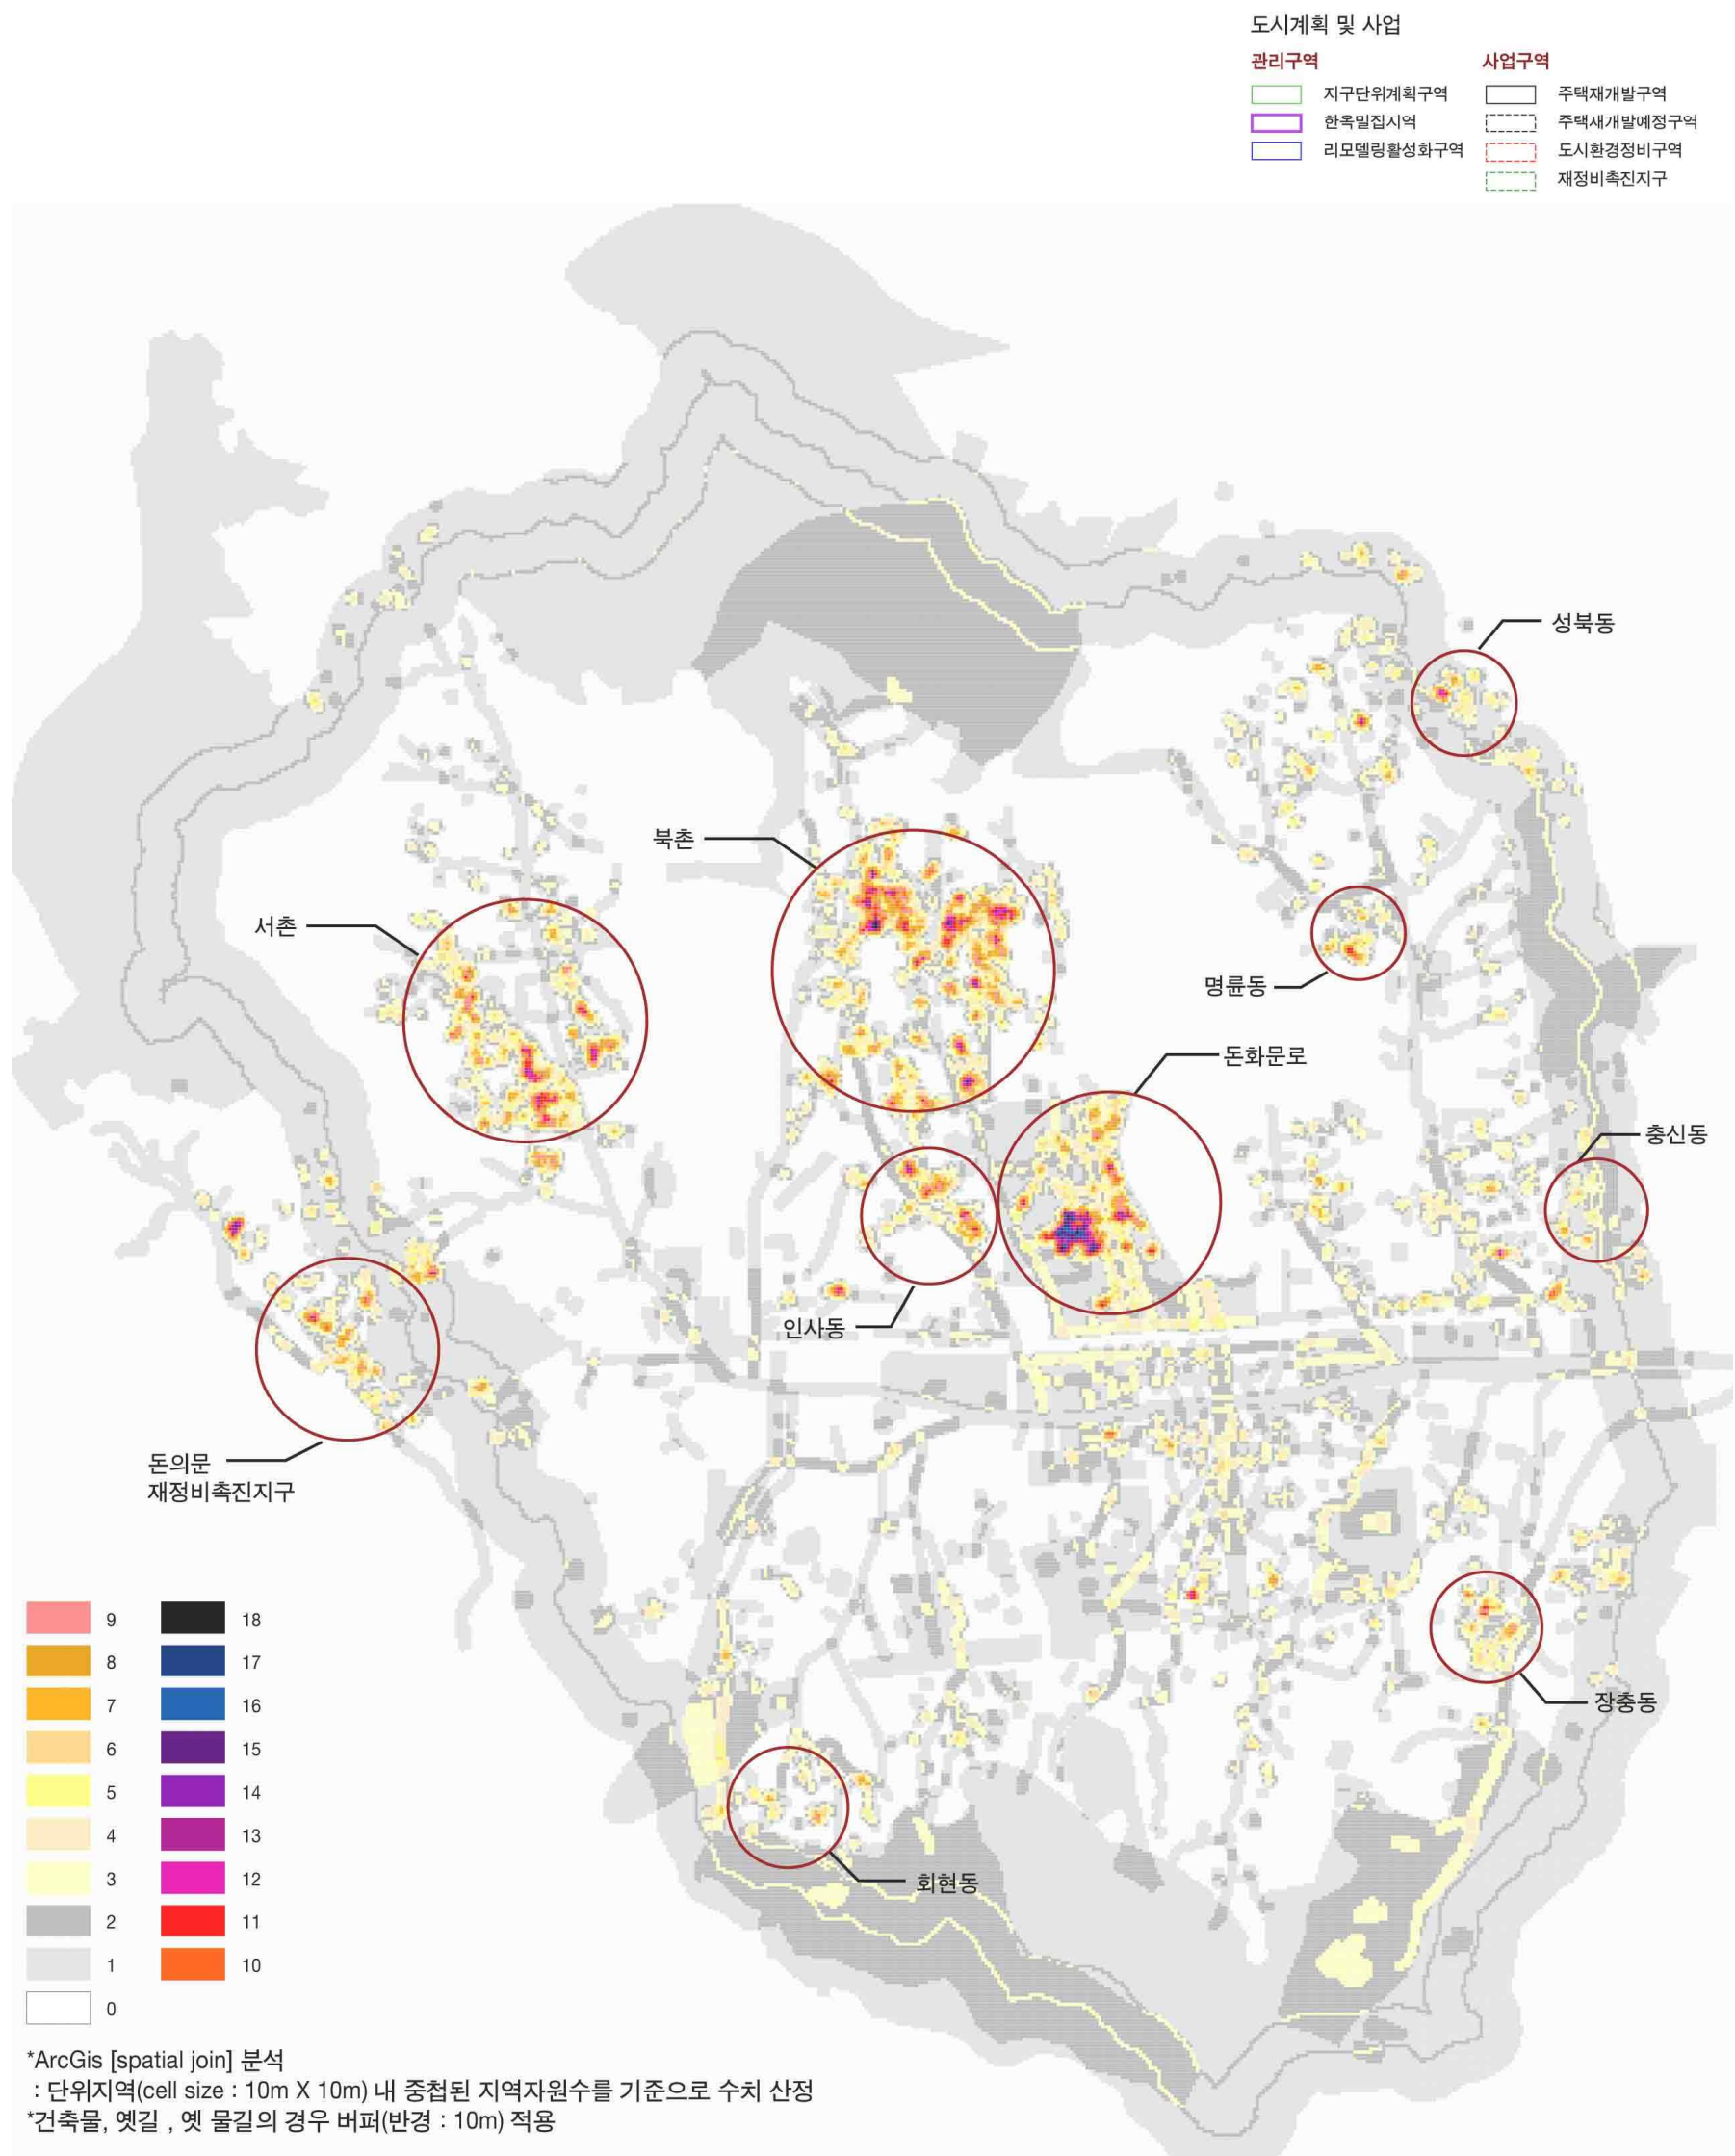 도시계획 및 사업
관리구역
사업구역
지구단위계획구역
주택재개발구역
한옥밀집지역
주택재개발예정구역
리모델링활성화구역
도시환경정비구역
재정비촉진지구
성북동
북촌
서촌
명륜동
돈화문로
충신동
인사동
돈의문
재정비촉진지구
장충동
회현동
9 18
8 17
7 16
6 15
5 14
4 13
3 12
2 11
1 10
0
*ArcGis [spatial join] 분석
: 단위지역(cell size : 10m X 10m) 내 중첩된 지역자원수를 기준으로 수치 산정
*건축물, 옛길 , 옛 물길의 경우 버퍼(반경 : 10m) 적용